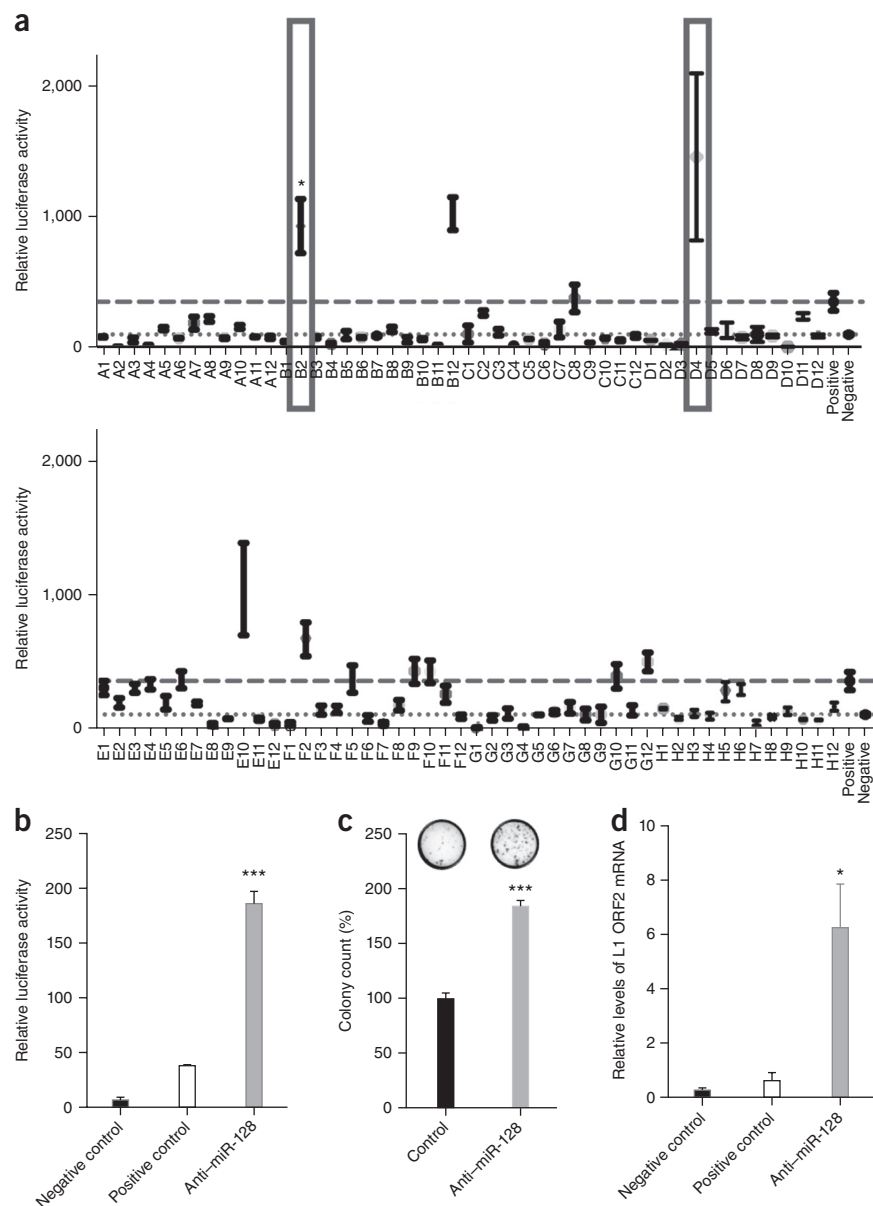 a
Relative luciferase activity
2,000
1,000
0
*
A1 A2 A3 A4 A5 A6 A7 A8 A9 A10 A11 A12 B1 B2 B3 B4 B5 B6 B7 B8 B9 B10 B11 B12 C1 C2 C3 C4 C5 C6 C7 C8 C9 C10 C11 C12 D1 D2 D3 D4 D5 D6 D7 D8 D9 D10 D11 D12 Positive Negative
Relative luciferase activity
2,000
1,000
0
E1 E2 E3 E4 E5 E6 E7 E8 E9 E10 E11 E12 F1 F2 F3 F4 F5 F6 F7 F8 F9 F10 F11 F12 G1 G2 G3 G4 G5 G6 G7 G8 G9 G10 G11 G12 H1 H2 H3 H4 H5 H6 H7 H8 H9 H10 H11 H12 Positive Negative
b
Relative luciferase activity
250
200
150
100
50
0
***
Negative control
Positive control
Anti–miR-128
c
Colony count (%)
250
200
150
100
50
0
***
Control
Anti–miR-128
d
Relative levels of L1 ORF2 mRNA
10
8
6
4
2
0
*
Negative control
Positive control
Anti–miR-128